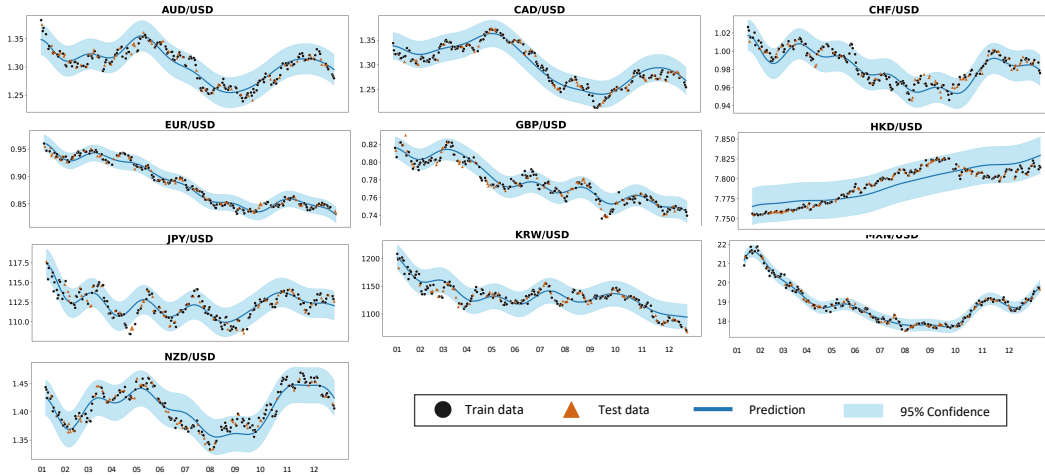 AUD/USD
1.35
1.30
1.25
CAD/USD
1.35
1.30
1.25
CHF/USD
1.02
1.00
0.98
0.96
0.94
EUR/USD
0.95
0.90
0.85
GBP/USD
0.82
0.80
0.78
0.76
0.74
HKD/USD
7.850
7.825
7.800
7.775
7.750
JPY/USD
117.5
115.0
112.5
110.0
KRW/USD
1200
1150
1100
01 02 03 04 05 06 07 08 09 10 11 12
MXN/USD
22
21
20
19
18
01 02 03 04 05 06 07 08 09 10 11 12
NZD/USD
1.45
1.40
1.35
01 02 03 04 05 06 07 08 09 10 11 12
Train data Test data Prediction 95% Confidence